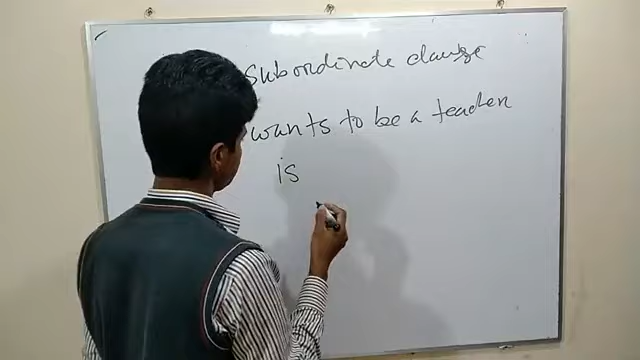 Subordinate clause
wants to be a teacher
is